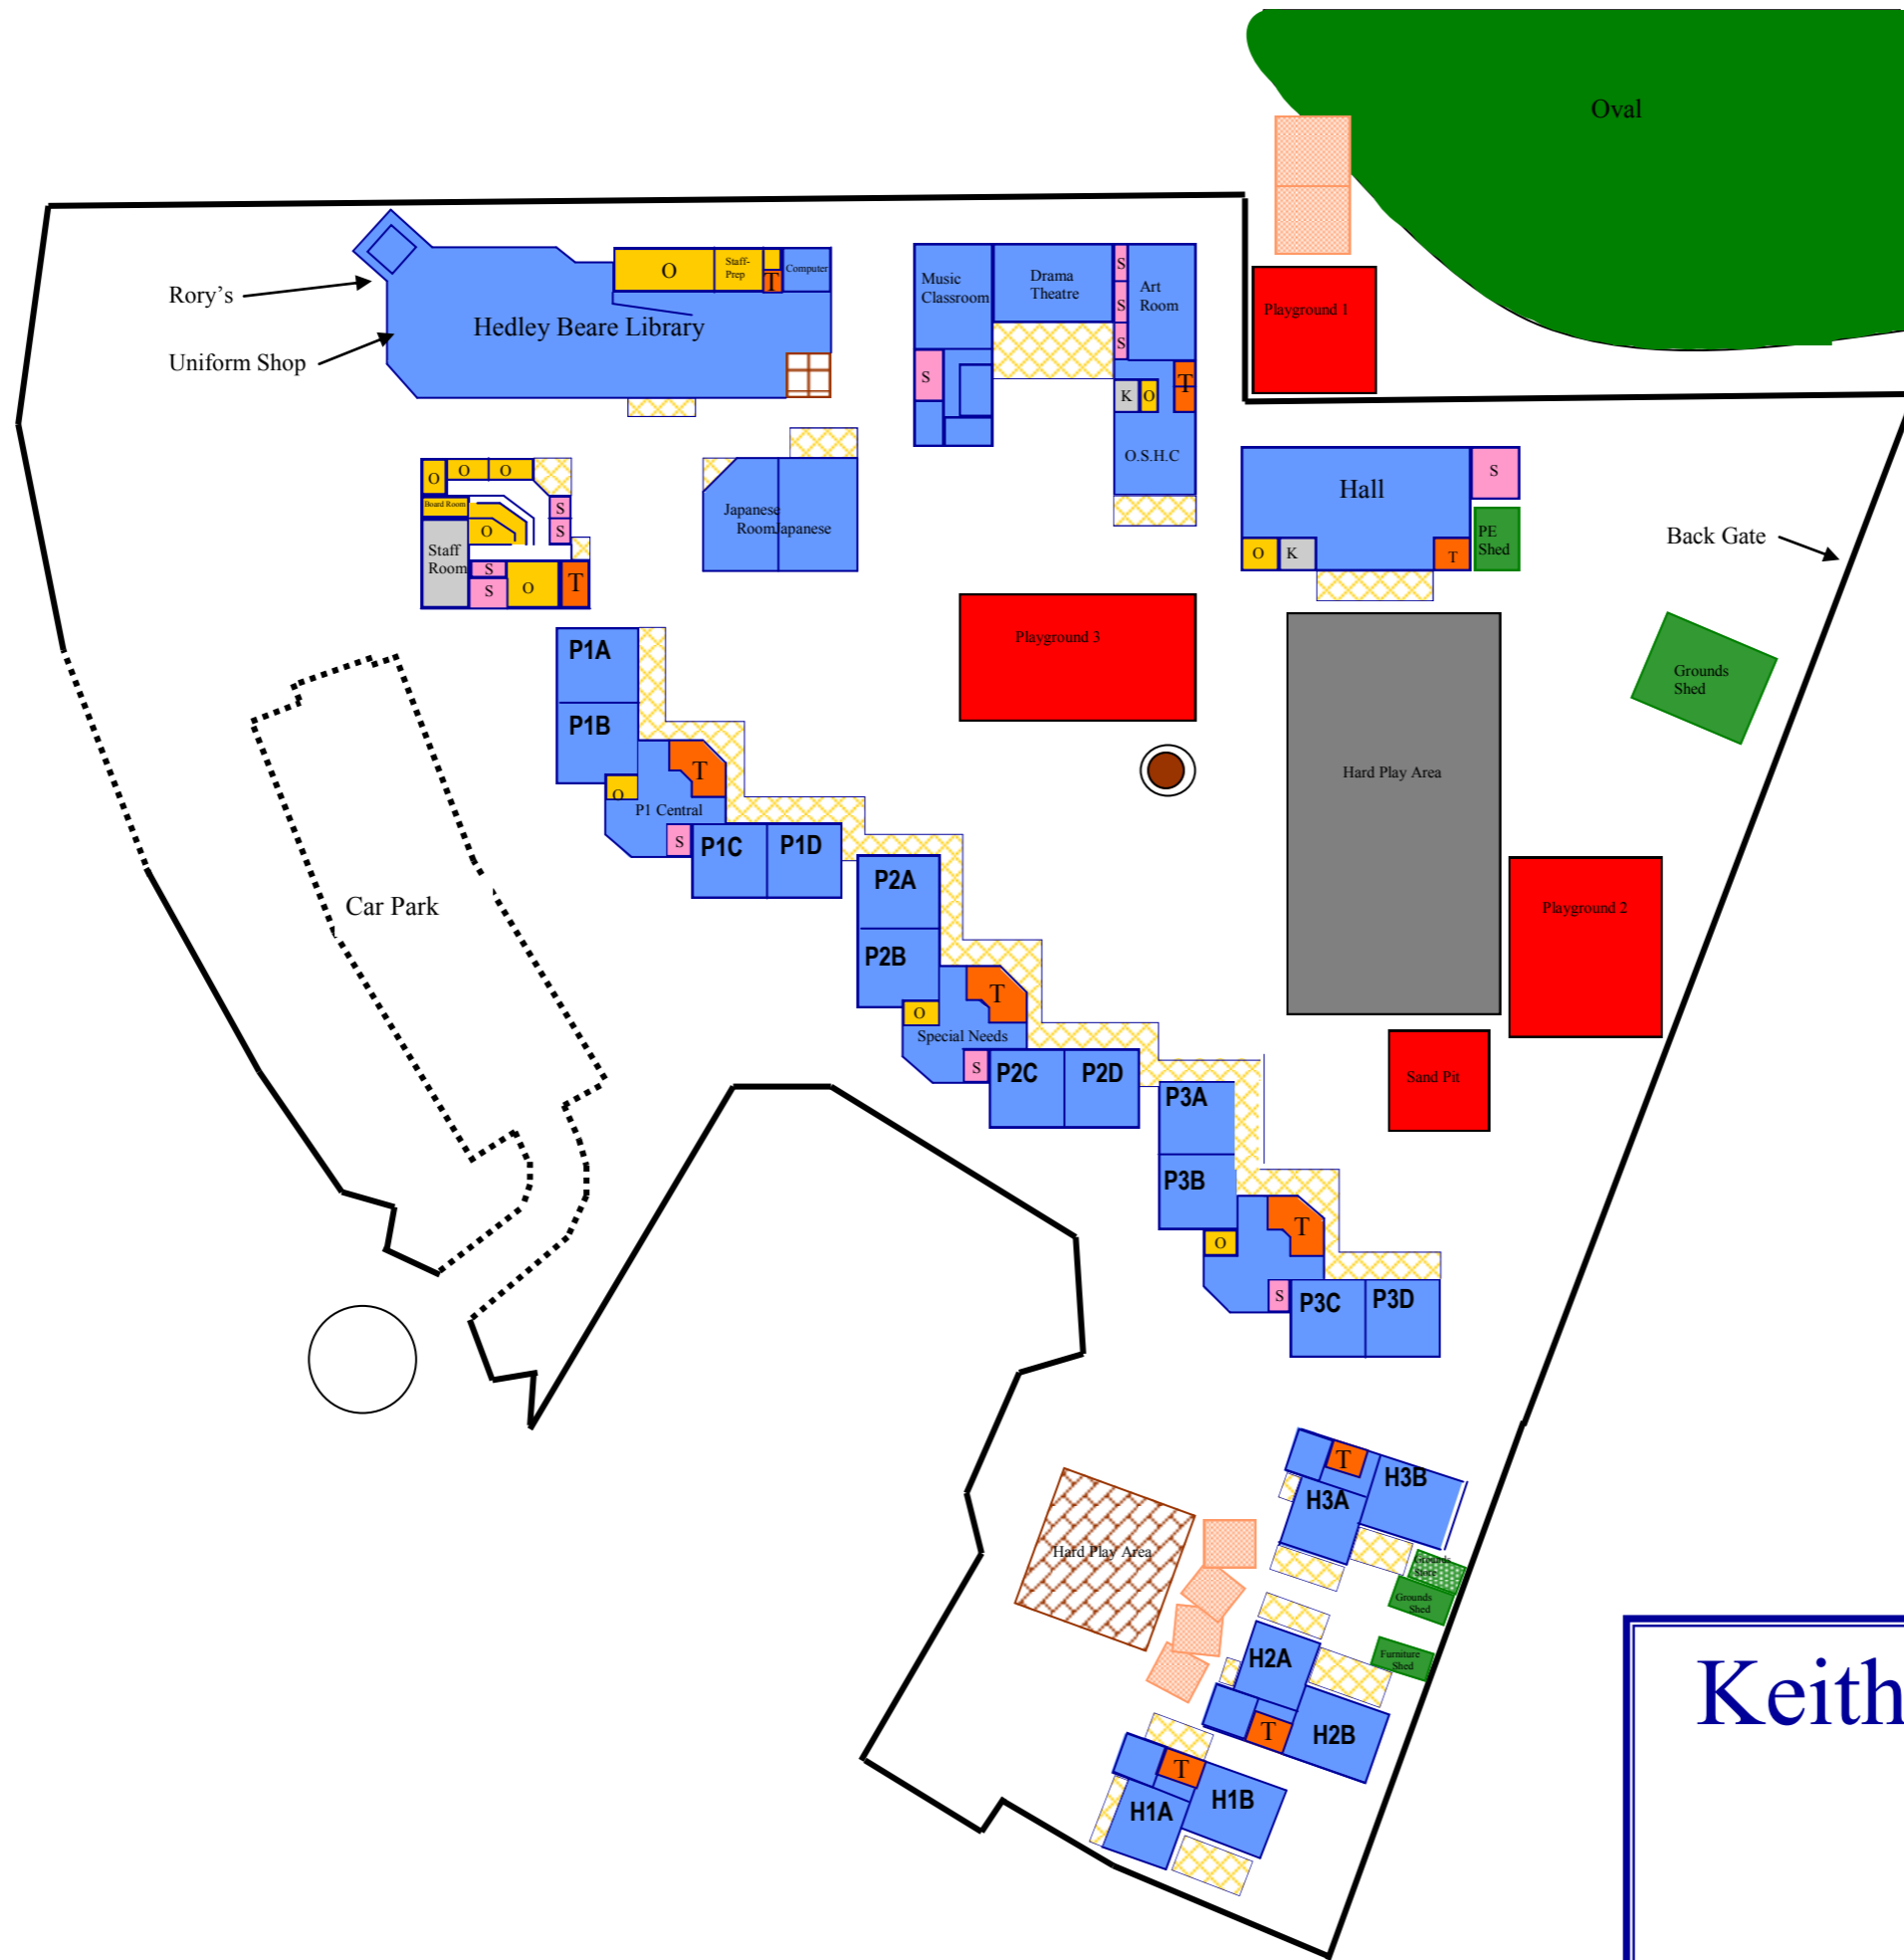 Oval
Rory's
Uniform Shop
Hedley Beare Library
O
Staff-
Prep
T
Computer
Music
Classroom
Drama
Theatre
S
S
S
Art
Room
S
K
O
T
O.S.H.C
Playground 1
O
O
O
Board Room
O
S
S
Staff
Room
S
S
O
T
Japanese
Room
Japanese
Hall
S
PE
Shed
O
K
T
Back Gate
Playground 3
Grounds
Shed
Hard Play Area
Playground 2
Sand Pit
Car Park
P1A
P1B
T
O
P1 Central
S
P1C
P1D
P2A
P2B
T
O
Special Needs
S
P2C
P2D
P3A
P3B
T
O
S
P3C
P3D
Hard Play Area
T
H3B
H3A
Grounds
Store
Grounds
Shed
Furniture
Shed
H2A
T
H2B
T
H1A
H1B
Keith